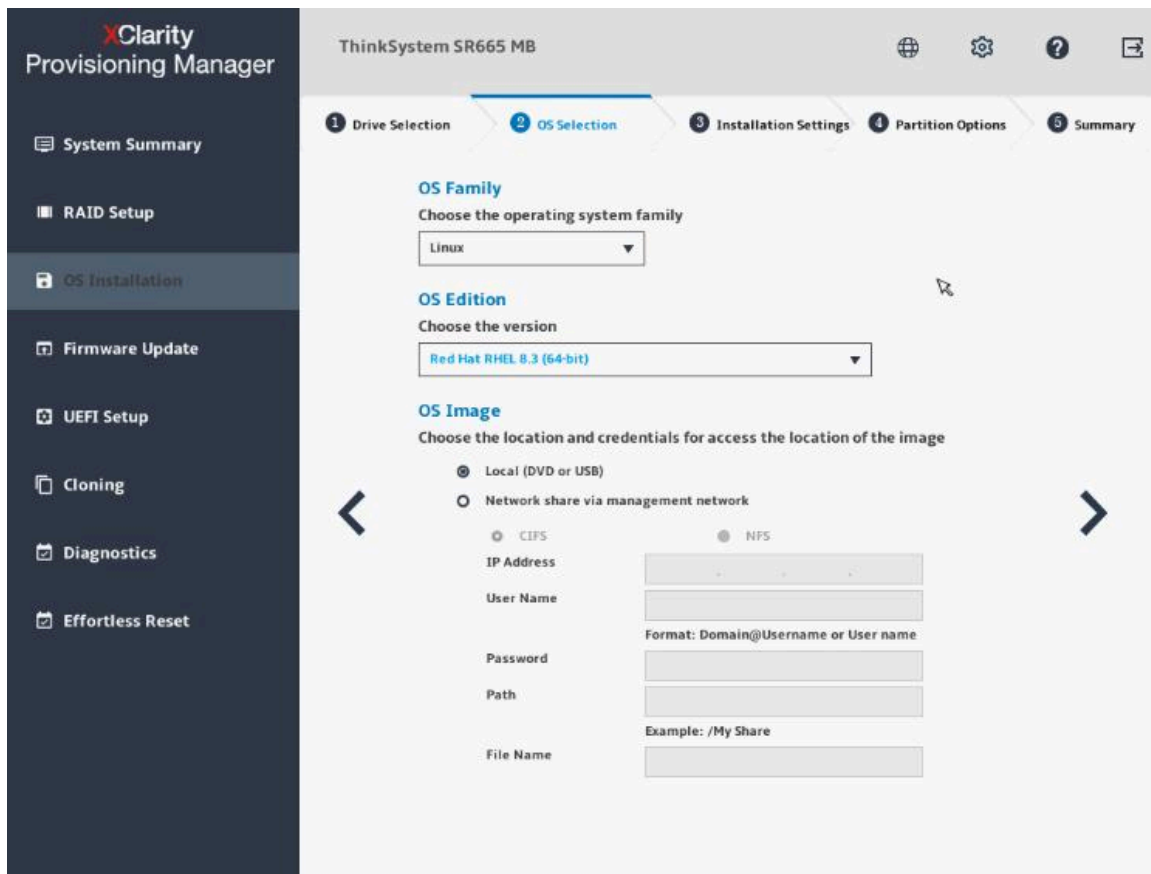 XClarity
Provisioning Manager
ThinkSystem SR665 MB
System Summary
RAID Setup
OS Installation
Firmware Update
UEFI Setup
Cloning
Diagnostics
Effortless Reset
1 Drive Selection
2 OS Selection
3 Installation Settings
4 Partition Options
5 Summary
OS Family
Choose the operating system family
Linux
OS Edition
Choose the version
Red Hat RHEL 8.3 (64-bit)
OS Image
Choose the location and credentials for access the location of the image
Local (DVD or USB)
Network share via management network
CIFS
NFS
IP Address
. . .
User Name
Format: Domain@Username or User name
Password
Path
Example: /My Share
File Name